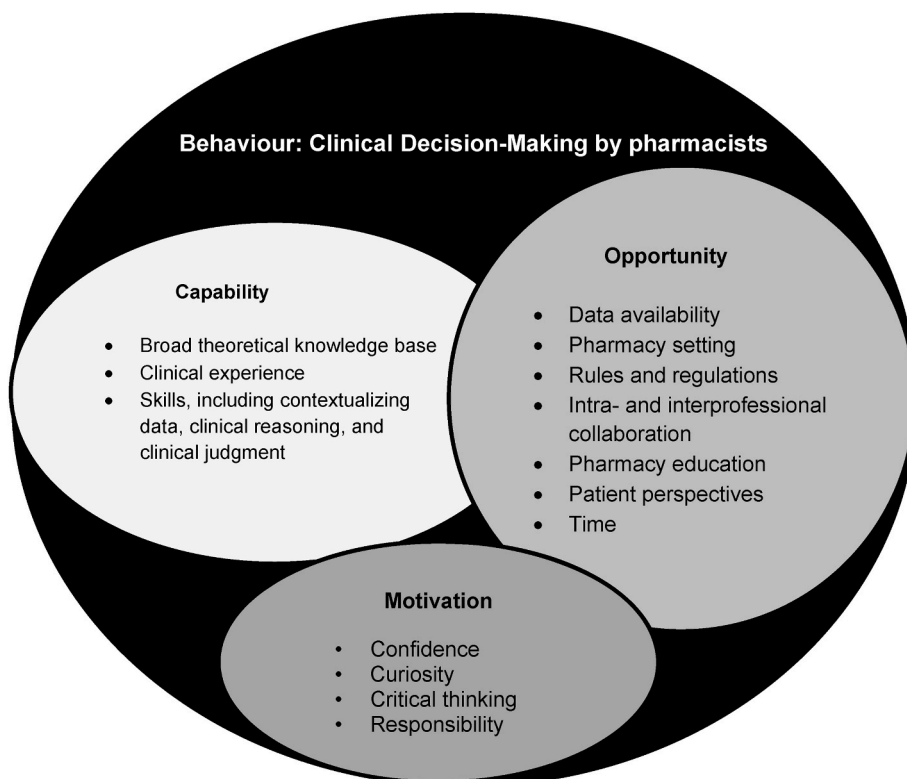 Behaviour: Clinical Decision-Making by pharmacists
Capability
• Broad theoretical knowledge base
• Clinical experience
• Skills, including contextualizing
data, clinical reasoning, and
clinical judgment
Opportunity
• Data availability
• Pharmacy setting
• Rules and regulations
• Intra- and interprofessional
collaboration
• Pharmacy education
• Patient perspectives
• Time
Motivation
• Confidence
• Curiosity
• Critical thinking
• Responsibility